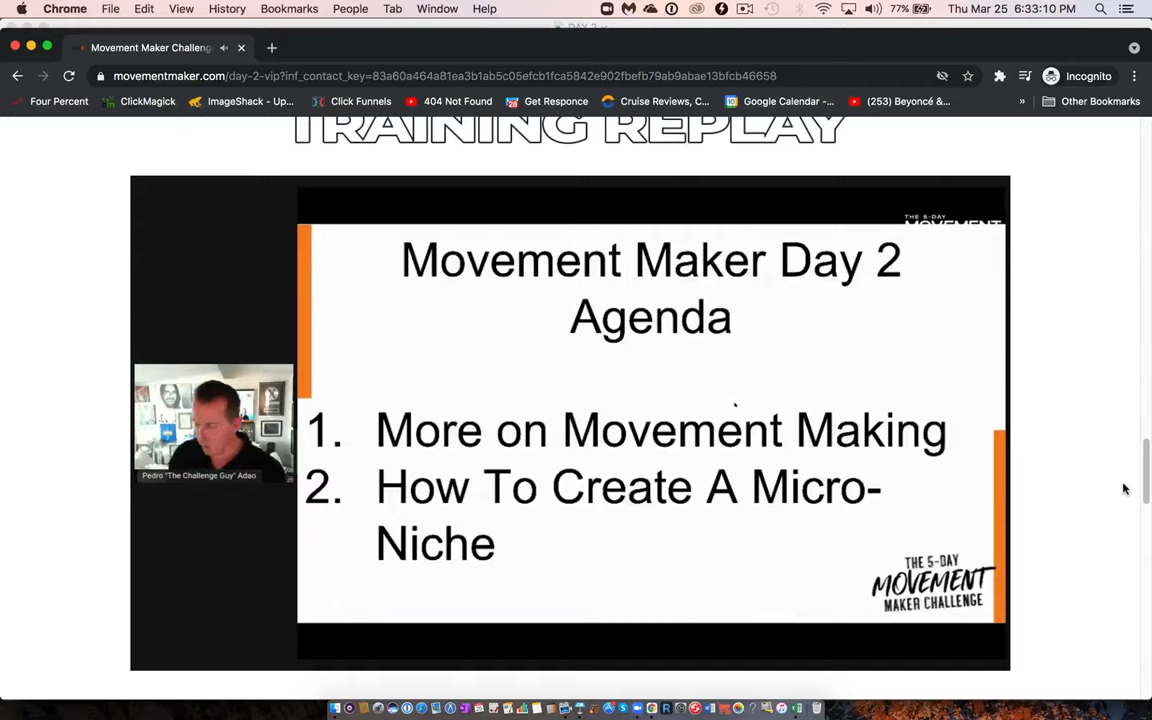 Chrome File Edit View History Bookmarks People Tab Window Help 77% Thu Mar 25 6:33:10 PM
Movement Maker Challeng
movementmaker.com/day-2-vip?inf_contact_key=83a60a464a81ea3b1ab5c05efcb1fca5842e902fbefb79ab9abae13bfcb46658 Incognito
Four Percent ClickMagick ImageShack - Up... Click Funnels 404 Not Found Get Responce Cruise Reviews, C... Google Calendar -... (253) Beyoncé &... » Other Bookmarks
TRAINING REPLAY
THE 5-DAY
MOVEMENT
Movement Maker Day 2
Agenda
1. More on Movement Making
2. How To Create A Micro-
Niche
Pedro "The Challenge Guy" Adao
THE 5-DAY
MOVEMENT
MAKER CHALLENGE